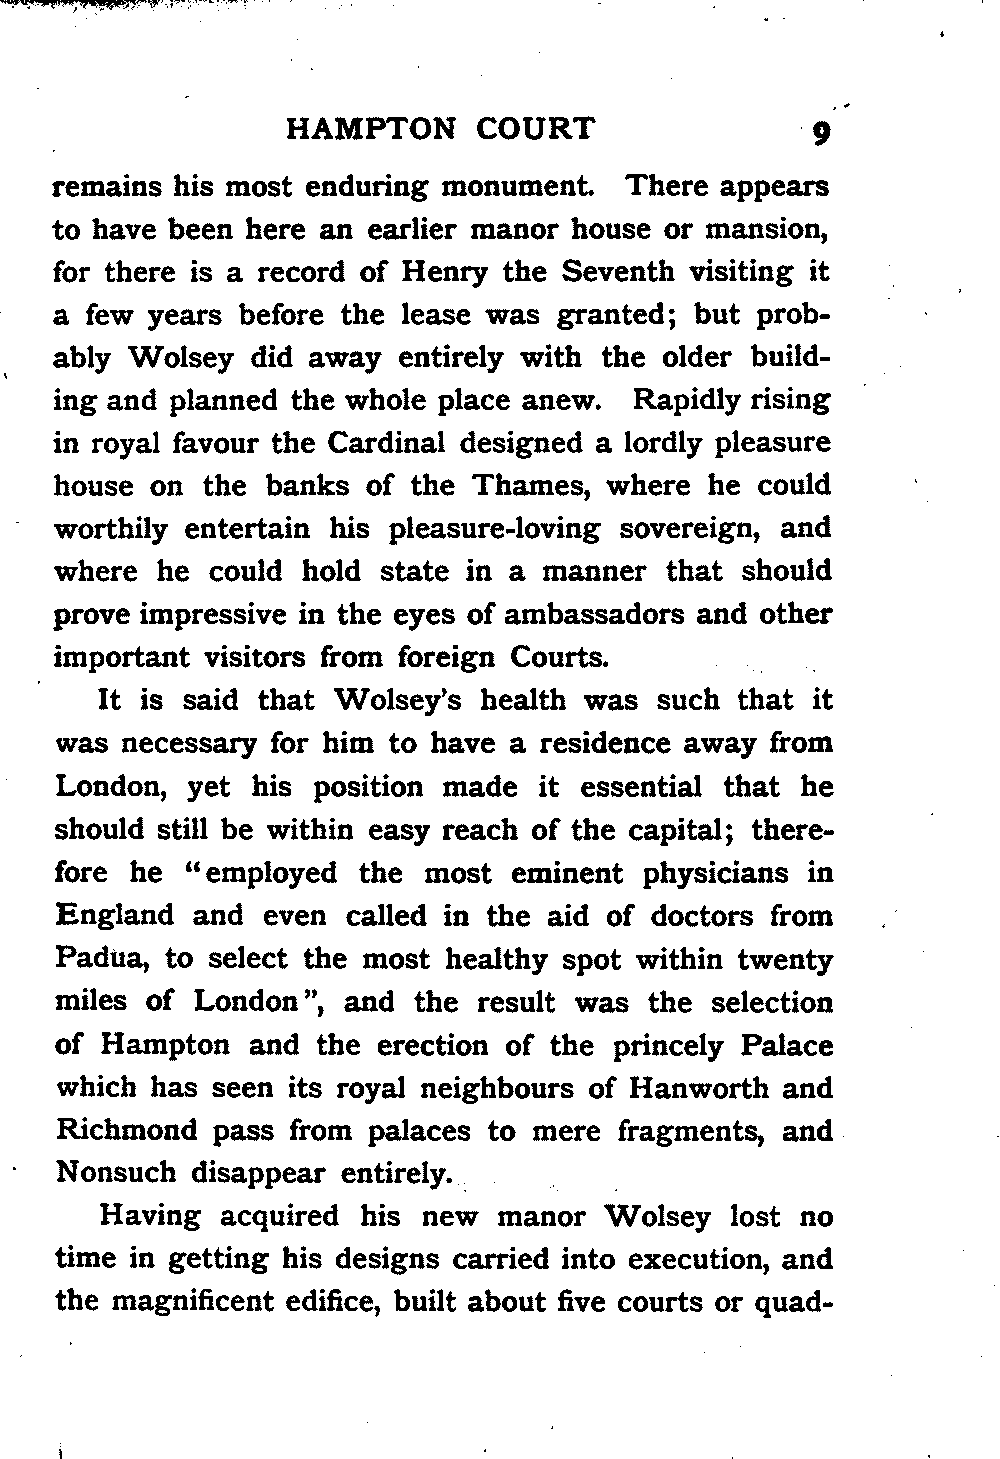 HAMPTON COURT 9
remains his most enduring monument. There appears
to have been here an earlier manor house or mansion,
for there is a record of Henry the Seventh visiting it
a few years before the lease was granted; but prob-
ably Wolsey did away entirely with the older build-
ing and planned the whole place anew. Rapidly rising
in royal favour the Cardinal designed a lordly pleasure
house on the banks of the Thames, where he could
worthily entertain his pleasure-loving sovereign, and
where he could hold state in a manner that should
prove impressive in the eyes of ambassadors and other
important visitors from foreign Courts.
It is said that Wolsey's health was such that it
was necessary for him to have a residence away from
London, yet his position made it essential that he
should still be within easy reach of the capital; there-
fore he "employed the most eminent physicians in
England and even called in the aid of doctors from
Padua, to select the most healthy spot within twenty
miles of London", and the result was the selection
of Hampton and the erection of the princely Palace
which has seen its royal neighbours of Hanworth and
Richmond pass from palaces to mere fragments, and
Nonsuch disappear entirely.
Having acquired his new manor Wolsey lost no
time in getting his designs carried into execution, and
the magnificent edifice, built about five courts or quad-